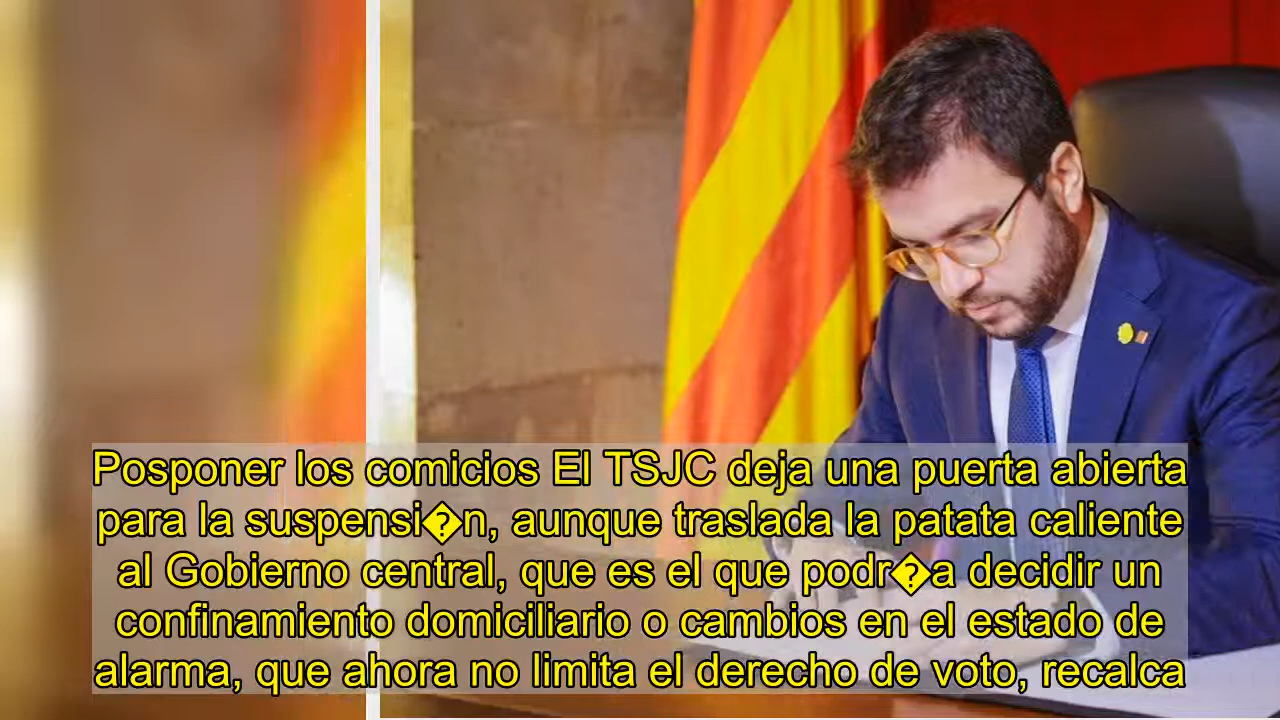 Posponer los comicios El TSJC deja una puerta abierta
para la suspensi�n, aunque traslada la patata caliente
al Gobierno central, que es el que podr�a decidir un
confinamiento domiciliario o cambios en el estado de
alarma, que ahora no limita el derecho de voto, recalca